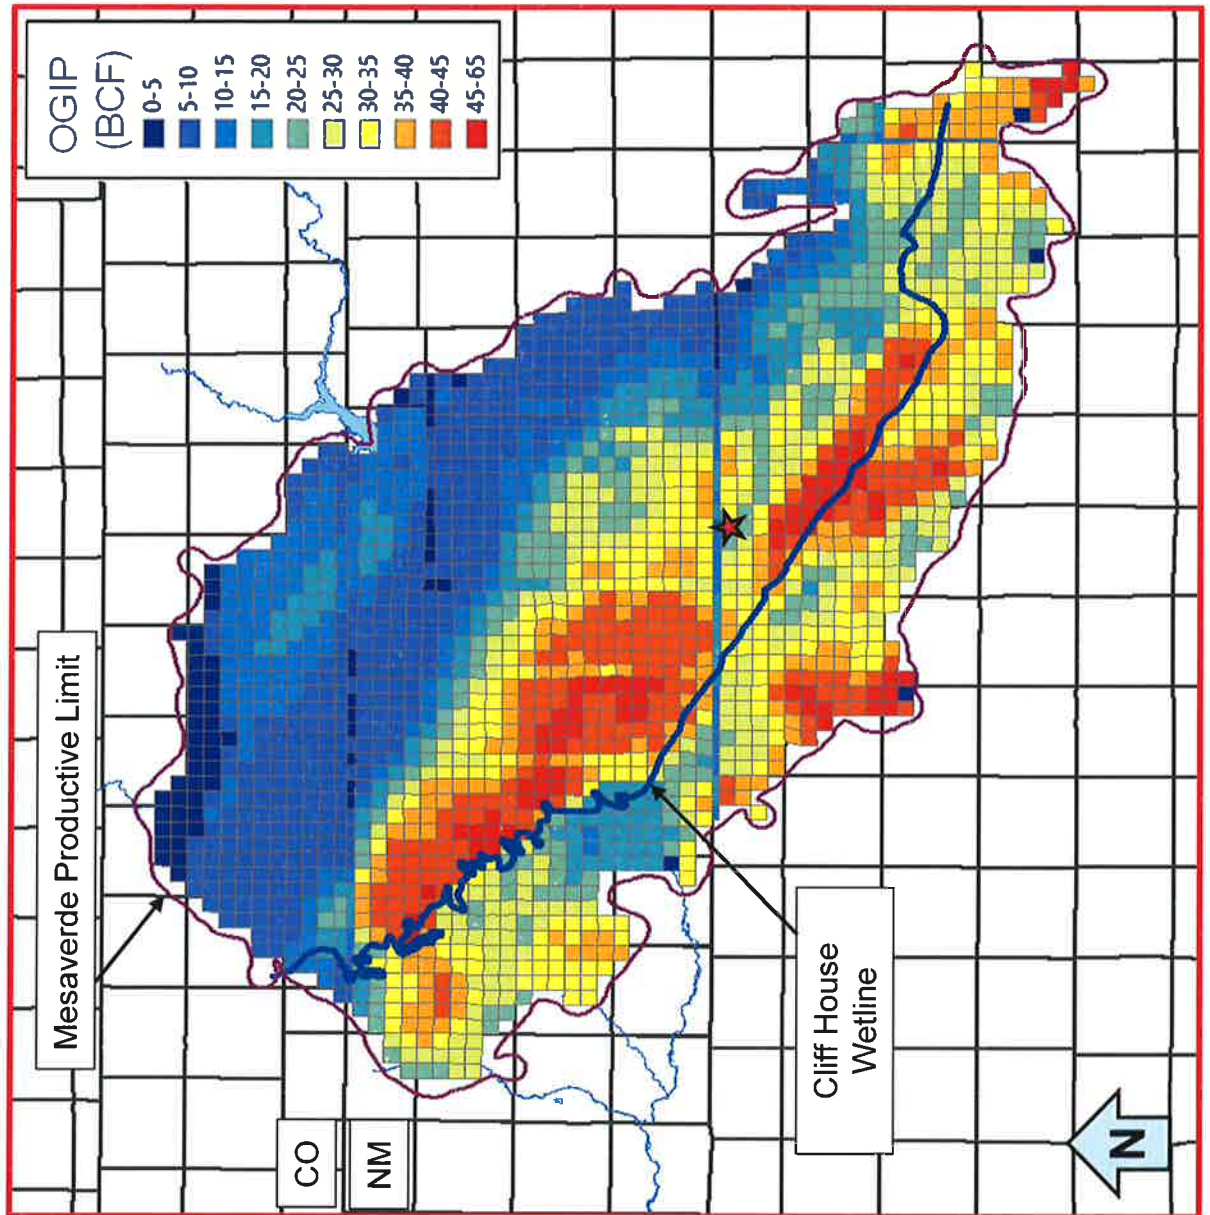 OGIP
(BCF)
0-5
5-10
10-15
15-20
20-25
25-30
30-35
35-40
40-45
45-65
Mesaverde Productive Limit
CO
NM
Cliff House
Wetline
N